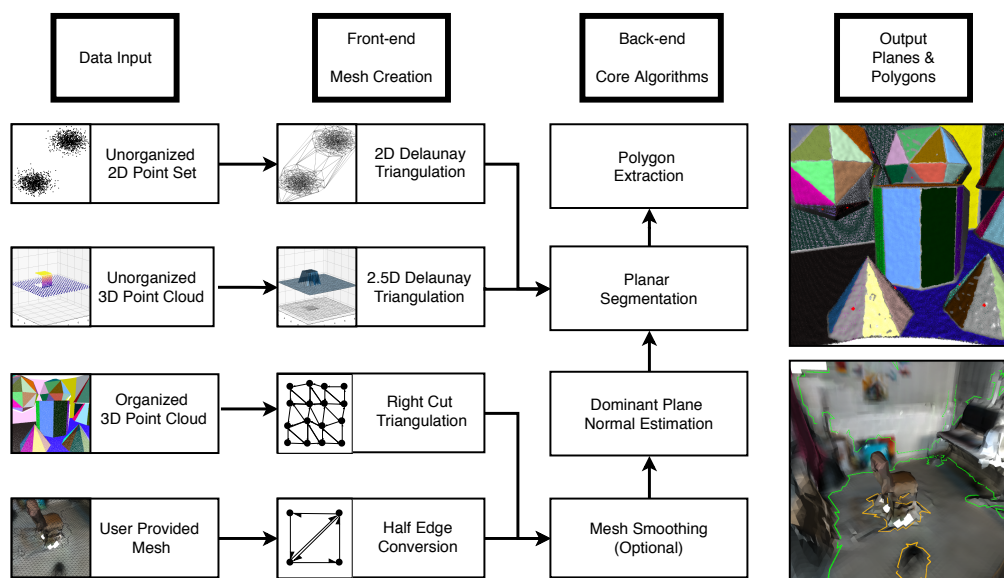 Data Input
Front-end
Mesh Creation
Back-end
Core Algorithms
Output
Planes &
Polygons
Unorganized
2D Point Set
2D Delaunay
Triangulation
Polygon
Extraction
Unorganized
3D Point Cloud
2.5D Delaunay
Triangulation
Planar
Segmentation
Organized
3D Point Cloud
Right Cut
Triangulation
Dominant Plane
Normal Estimation
User Provided
Mesh
Half Edge
Conversion
Mesh Smoothing
(Optional)